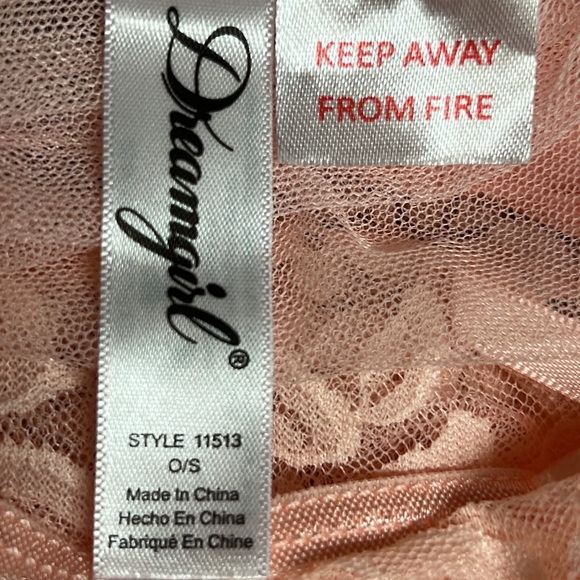 Dreamgirl®
STYLE 11513
O/S
Made In China
Hecho En China
Fabriqué En Chine
KEEP AWAY
FROM FIRE